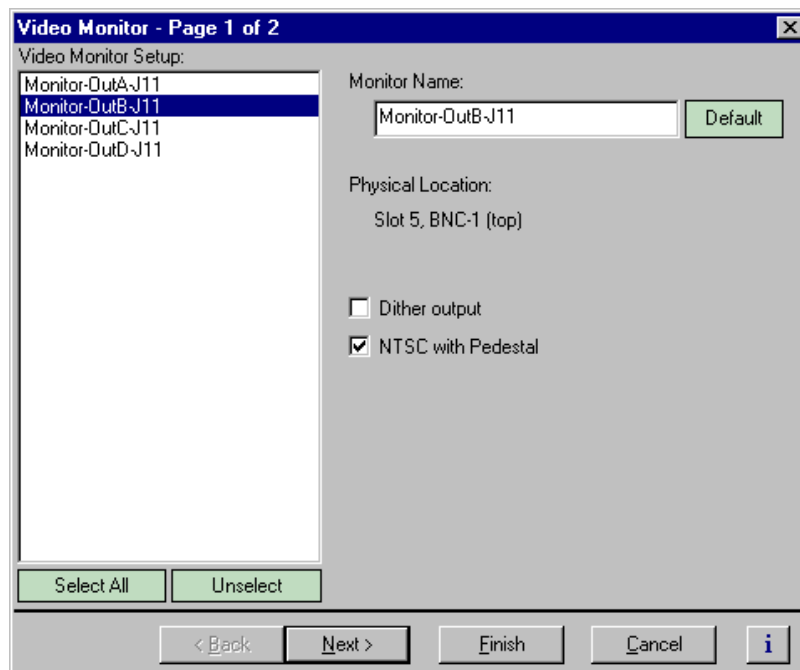 Video Monitor - Page 1 of 2
Video Monitor Setup:
Monitor-OutA-J11
Monitor-OutB-J11
Monitor-OutC-J11
Monitor-OutD-J11
Monitor Name:
Monitor-OutB-J11
Default
Physical Location:
Slot 5, BNC-1 (top)
Dither output
NTSC with Pedestal
Select All
Unselect
< Back
Next >
Finish
Cancel
i